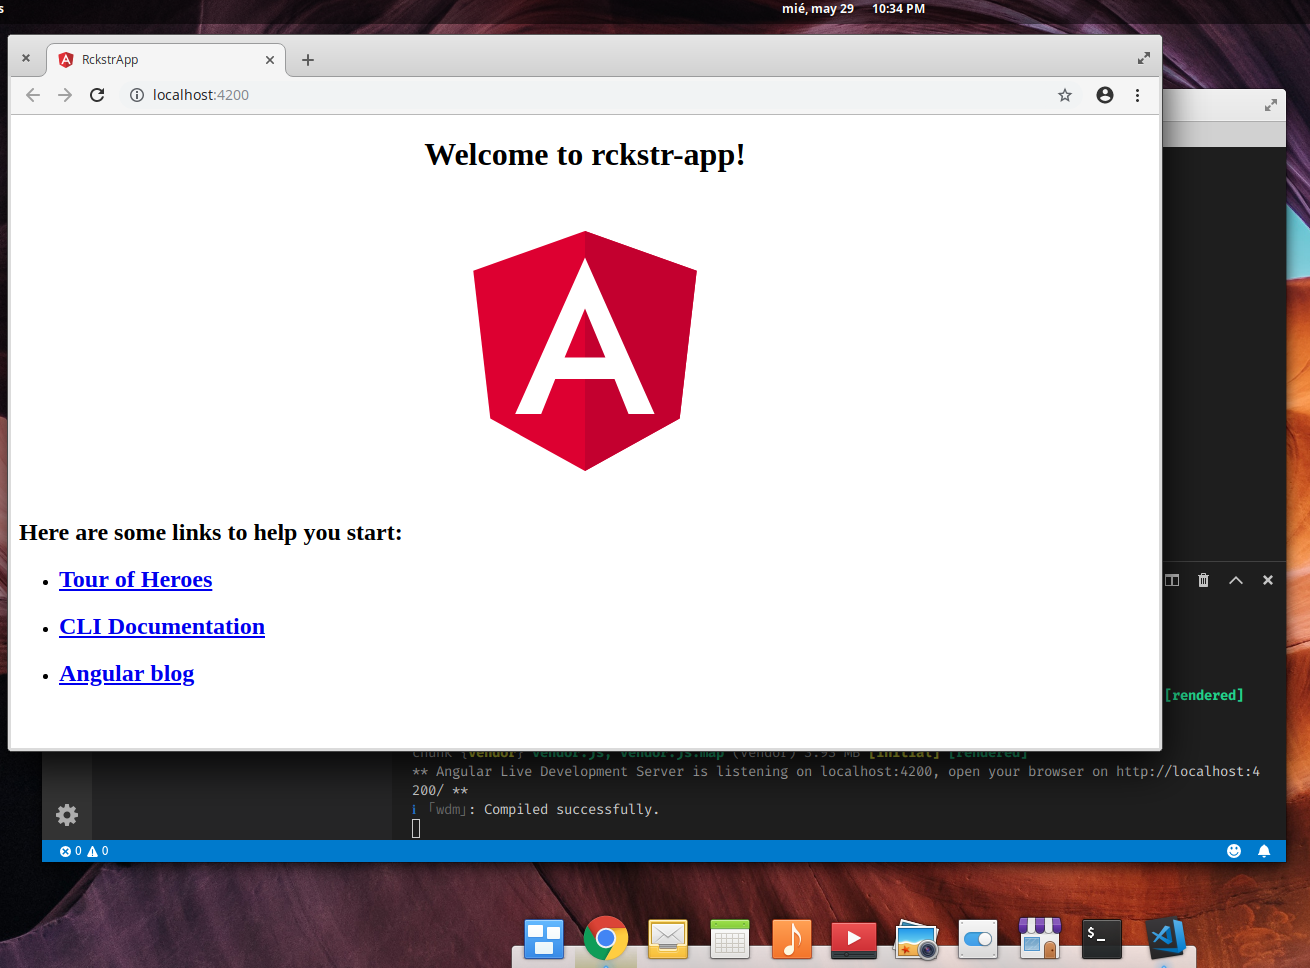 s
mié, may 29 10:34 PM
RckstrApp
localhost:4200
Welcome to rckstr-app!
A
Here are some links to help you start:
Tour of Heroes
CLI Documentation
Angular blog
[rendered]
chunk {vendor} vendor.js, vendor.js.map (vendor) 3.93 MB [initial] [rendered]
** Angular Live Development Server is listening on localhost:4200, open your browser on http://localhost:4
200/ **
i 「wdm」: Compiled successfully.
0 0
$_